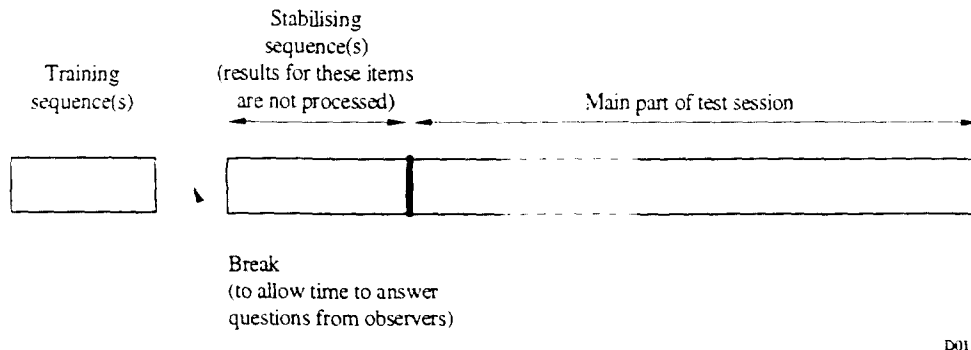 Training
sequence(s)
Stabilising
sequence(s)
(results for these items
are not processed)
Main part of test session
Break
(to allow time to answer
questions from observers)
D01